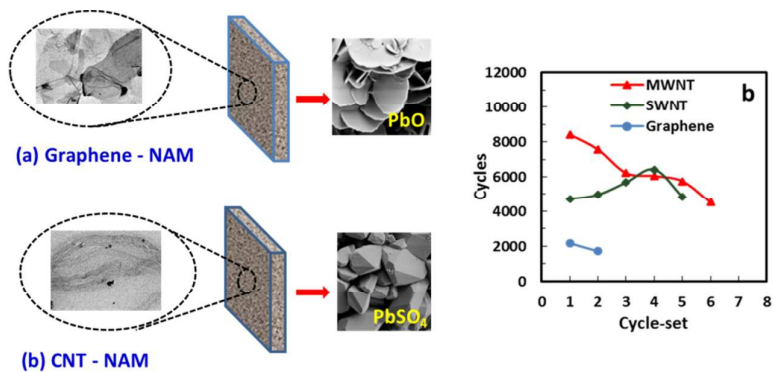 PbO
(a) Graphene - NAM
PbSO4
(b) CNT - NAM
b
MWNT
SWNT
Graphene
12000
10000
8000
6000
4000
2000
0
Cycles
0 1 2 3 4 5 6 7 8
Cycle-set